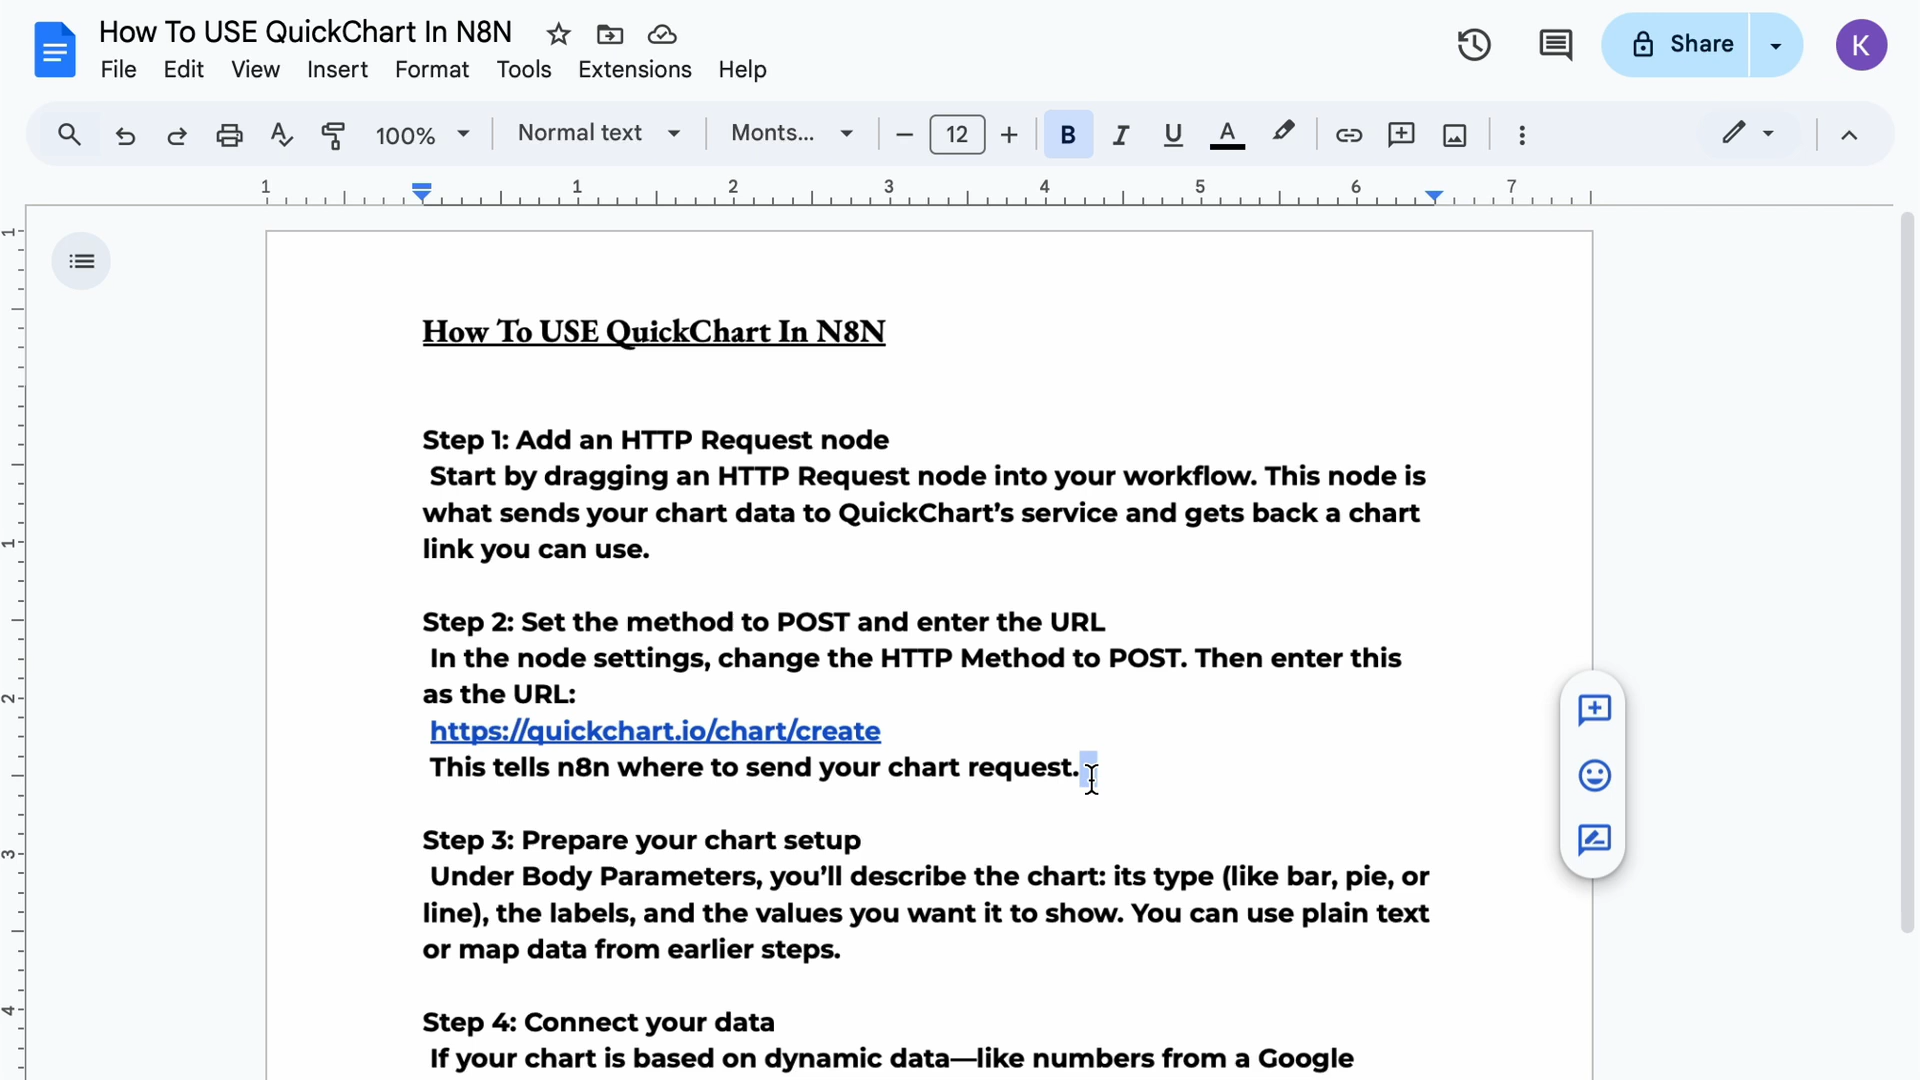 How To USE QuickChart In N8N
File Edit View Insert Format Tools Extensions Help
Share
K
100% Normal text Monts... 12 B I U A
1 1 2 3 4 5 6 7
1
1
2
3
4
How To USE QuickChart In N8N
Step 1: Add an HTTP Request node
Start by dragging an HTTP Request node into your workflow. This node is
what sends your chart data to QuickChart’s service and gets back a chart
link you can use.
Step 2: Set the method to POST and enter the URL
In the node settings, change the HTTP Method to POST. Then enter this
as the URL:
https://quickchart.io/chart/create
This tells n8n where to send your chart request.
Step 3: Prepare your chart setup
Under Body Parameters, you’ll describe the chart: its type (like bar, pie, or
line), the labels, and the values you want it to show. You can use plain text
or map data from earlier steps.
Step 4: Connect your data
If your chart is based on dynamic data—like numbers from a Google